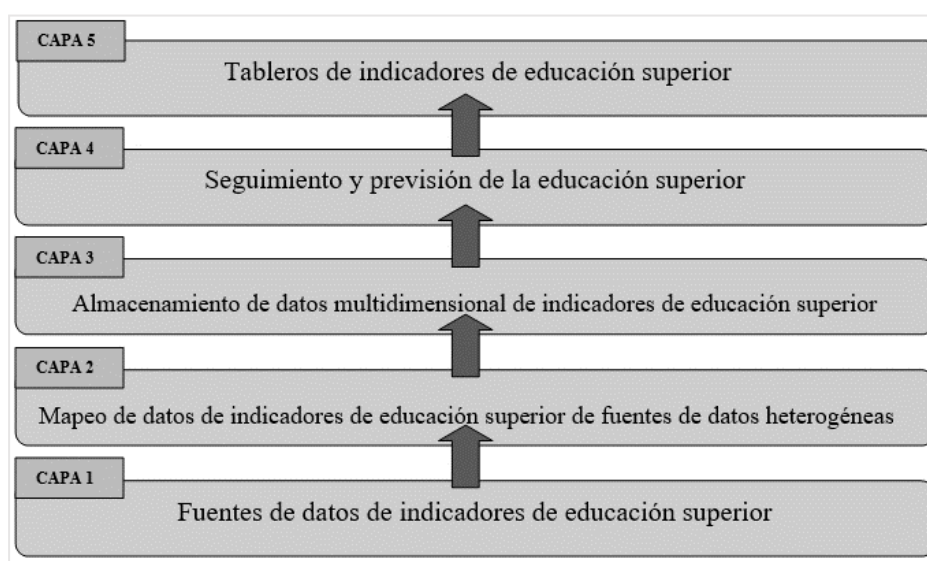 CAPA 5
Tableros de indicadores de educación superior
CAPA 4
Seguimiento y previsión de la educación superior
CAPA 3
Almacenamiento de datos multidimensional de indicadores de educación superior
CAPA 2
Mapeo de datos de indicadores de educación superior de fuentes de datos heterogéneas
CAPA 1
Fuentes de datos de indicadores de educación superior